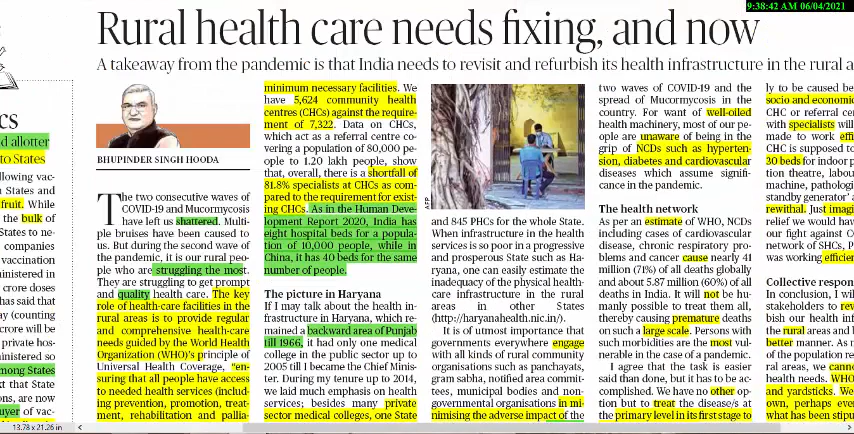 9:38:42 AM 06/04/2021
Rural health care needs fixing, and now
A takeaway from the pandemic is that India needs to revisit and refurbish its health infrastructure in the rural a
cs
d allotter
to States
llowing vac-
n States and
fruit. While
the bulk of
States to ne-
companies
vaccination
ministered in
crore doses
has said that
ay (counting
crore will be
private hos-
inistered so
mong States
xt that State
ions, are now
uyer of vac-
BHUPINDER SINGH HOODA
The two consecutive waves of
COVID-19 and Mucormycosis
have left us shattered. Multi-
ple bruises have been caused to
us. But during the second wave of
the pandemic, it is our rural peo-
ple who are struggling the most.
They are struggling to get prompt
and quality health care. The key
role of health-care facilities in the
rural areas is to provide regular
and comprehensive health-care
needs guided by the World Health
Organization (WHO)'s principle of
Universal Health Coverage, "en-
suring that all people have access
to needed health services (includ-
ing prevention, promotion, treat-
ment, rehabilitation and pallia-
minimum necessary facilities. We
have 5,624 community health
centres (CHCs) against the require-
ment of 7,322. Data on CHCs,
which act as a referral centre co-
vering a population of 80,000 peo-
ple to 1.20 lakh people, show
that, overall, there is a shortfall of
81.8% specialists at CHCs as com-
pared to the requirement for exist-
ing CHCs. As in the Human Deve-
lopment Report 2020, India has
eight hospital beds for a popula-
tion of 10,000 people, while in
China, it has 40 beds for the same
number of people.
The picture in Haryana
If I may talk about the health in-
frastructure in Haryana, which re-
mained a backward area of Punjab
till 1966, it had only one medical
college in the public sector up to
2005 till I became the Chief Minis-
ter. During my tenure up to 2014,
we laid much emphasis on health
services; besides many private
sector medical colleges, one State
AFP
and 845 PHCs for the whole State.
When infrastructure in the health
services is so poor in a progressive
and prosperous State such as Ha-
ryana, one can easily estimate the
inadequacy of the physical health-
care infrastructure in the rural
areas in other States
(http://haryanahealth.nic.in/).
It is of utmost importance that
governments everywhere engage
with all kinds of rural community
organisations such as panchayats,
gram sabha, notified area commit-
tees, municipal bodies and non-
governmental organisations in mi-
nimising the adverse impact of the
two waves of COVID-19 and the
spread of Mucormycosis in the
country. For want of well-oiled
health machinery, most of our peo-
ple are unaware of being in the
grip of NCDs such as hyperten-
sion, diabetes and cardiovascular
diseases which assume signifi-
cance in the pandemic.
The health network
As per an estimate of WHO, NCDs
including cases of cardiovascular
disease, chronic respiratory pro-
blems and cancer cause nearly 41
million (71%) of all deaths globally
and about 5.87 million (60%) of all
deaths in India. It will not be hu-
manly possible to treat them all,
thereby causing premature deaths
on such a large scale. Persons with
such morbidities are the most vul-
nerable in the case of a pandemic.
I agree that the task is easier
said than done, but it has to be ac-
complished. We have no other op-
tion but to treat the disease/s at
the primary level in its first stage to
ly to be caused be
socio and economic
CHC or referral cen
with specialists will
made to work effi
CHC is supposed to
30 beds for indoor p
tion theatre, labou
machine, pathologi
standby generator' a
rewithal. Just imagi
relief we would hav
our fight against CO
network of SHCs, P
was working efficien
Collective respon
In conclusion, I wil
stakeholders to rev
bish our health inf
the rural areas and b
better manner. As m
of the population re
ral areas, we cann
health needs. WHO
and yardsticks. We
own, perhaps eve
what has been stipu
13.78 x 21.26 in